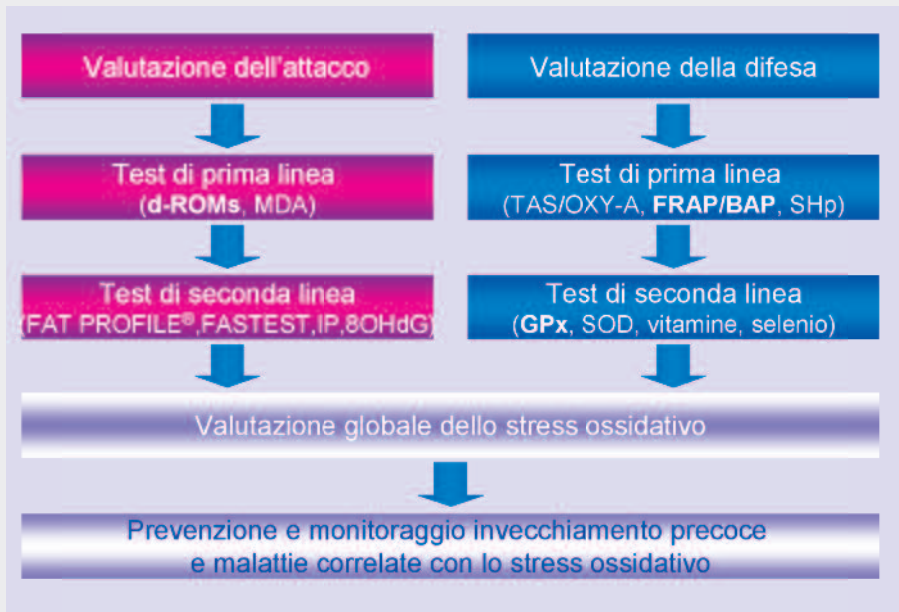 Valutazione dell'attacco
Valutazione della difesa
Test di prima linea
(d-ROMs, MDA)
Test di prima linea
(TAS/OXY-A, FRAP/BAP, SHp)
Test di seconda linea
(FAT PROFILE®,FASTEST,IP,8OHdG)
Test di seconda linea
(GPx, SOD, vitamine, selenio)
Valutazione globale dello stress ossidativo
Prevenzione e monitoraggio invecchiamento precoce
e malattie correlate con lo stress ossidativo